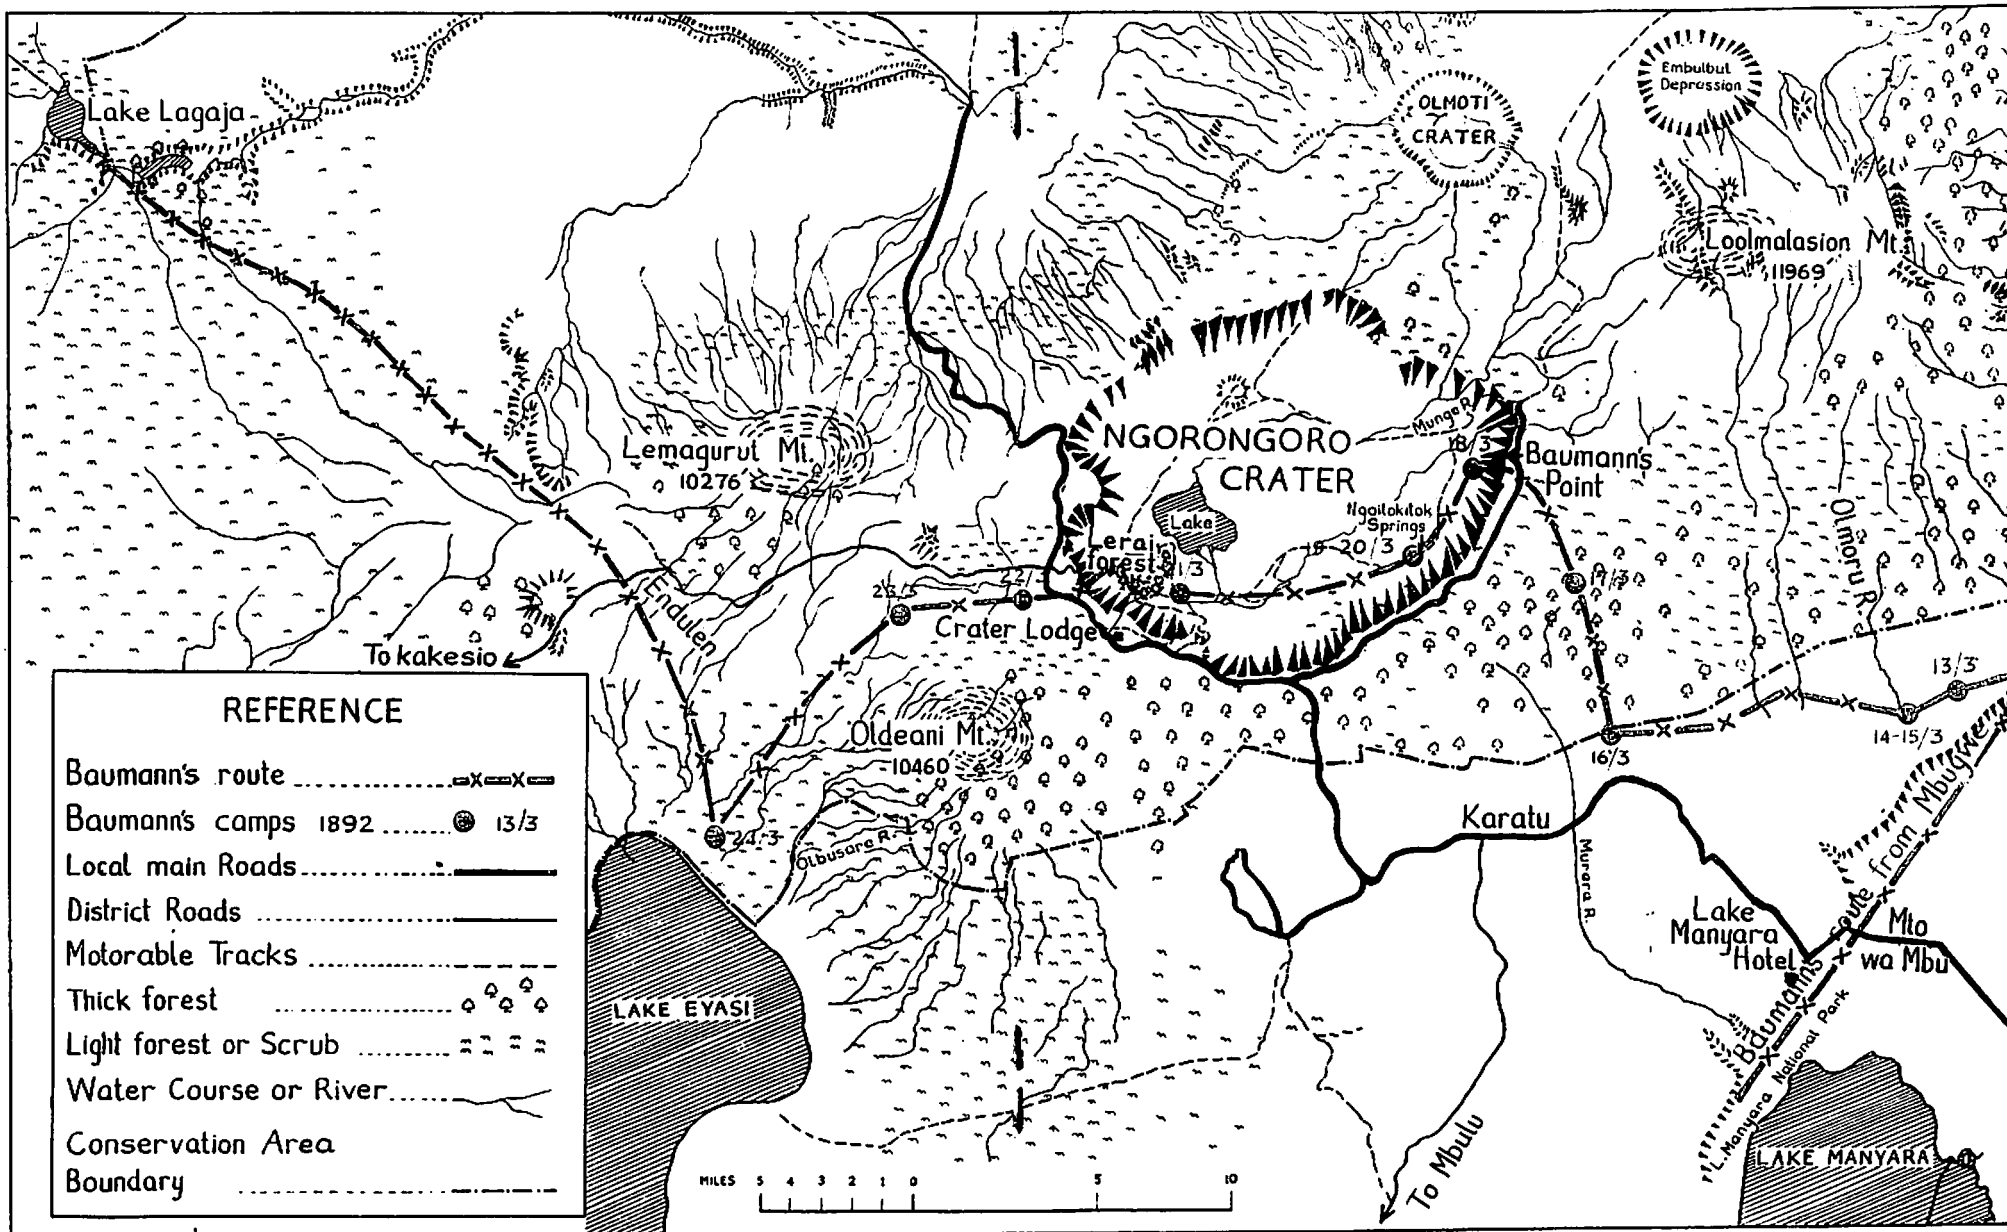 Lake Lagaja
OLMOTI
CRATER
Embulbul
Depression
Loolmalasion Mt.
11969
Lemagurut Mt.
10276
NGORONGORO
CRATER
Munge R.
18/3
Baumann's
Point
Ngoitokitok
Springs
Lake
Lerai
forest
19-20/3
17/3
Olmoru R.
Endulen
23/3
Crater Lodge
To kakesio
Oldeani Mt.
10460
24/3
Olbusare R.
LAKE EYASI
13/3
14-15/3
16/3
Karatu
Murara R.
Baumann's route from Mbugwe
Lake
Manyara
Hotel
Mto
wa Mbu
L. Manyara National Park
LAKE MANYARA
To Mbulu
REFERENCE
Baumann's route
Baumann's camps 1892 13/3
Local main Roads
District Roads
Motorable Tracks
Thick forest
Light forest or Scrub
Water Course or River
Conservation Area
Boundary
MILES 5 4 3 2 1 0 5 10